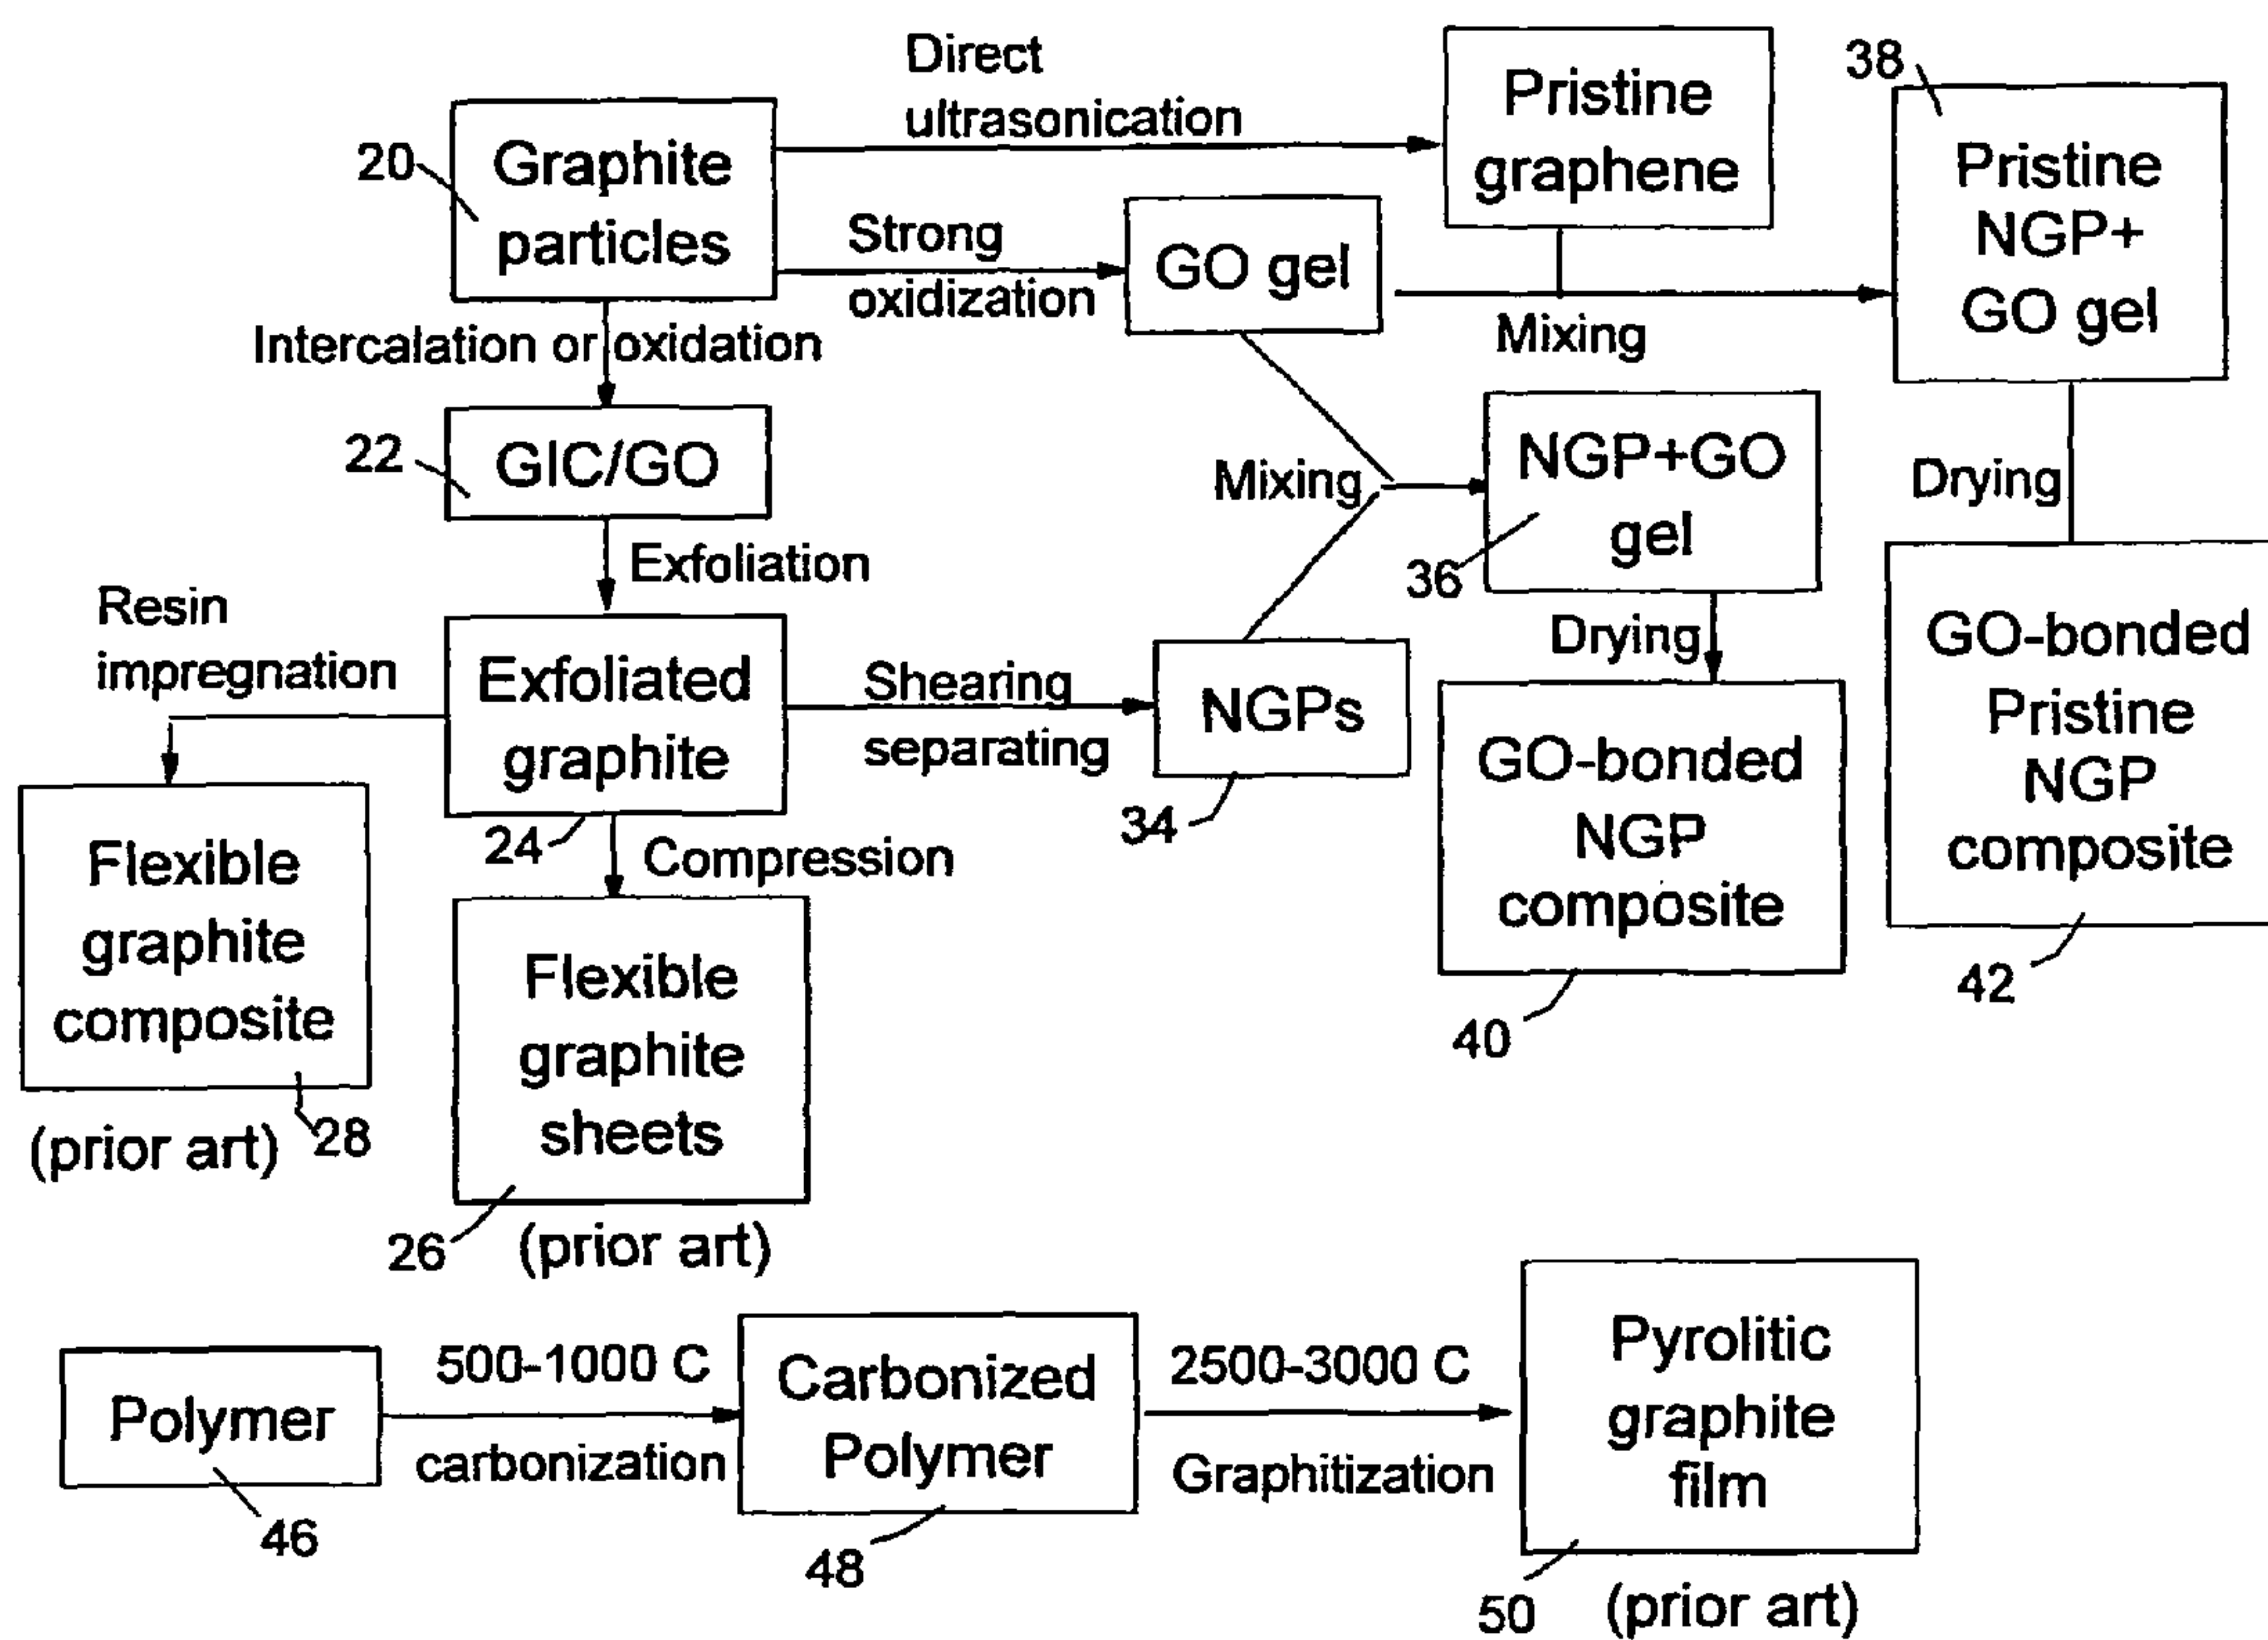 Direct
ultrasonication
Pristine
graphene
38
Pristine
NGP+
GO gel
20
Graphite
particles
Strong
oxidization
GO gel
Mixing
Intercalation or oxidation
22
GIC/GO
Mixing
NGP+GO
gel
36
Drying
Exfoliation
Resin
impregnation
Exfoliated
graphite
24
Shearing
separating
NGPs
34
Drying
GO-bonded
NGP
composite
40
GO-bonded
Pristine
NGP
composite
42
Compression
Flexible
graphite
composite
28
(prior art)
Flexible
graphite
sheets
26
(prior art)
Polymer
46
500-1000 C
carbonization
Carbonized
Polymer
48
2500-3000 C
Graphitization
Pyrolitic
graphite
film
50
(prior art)